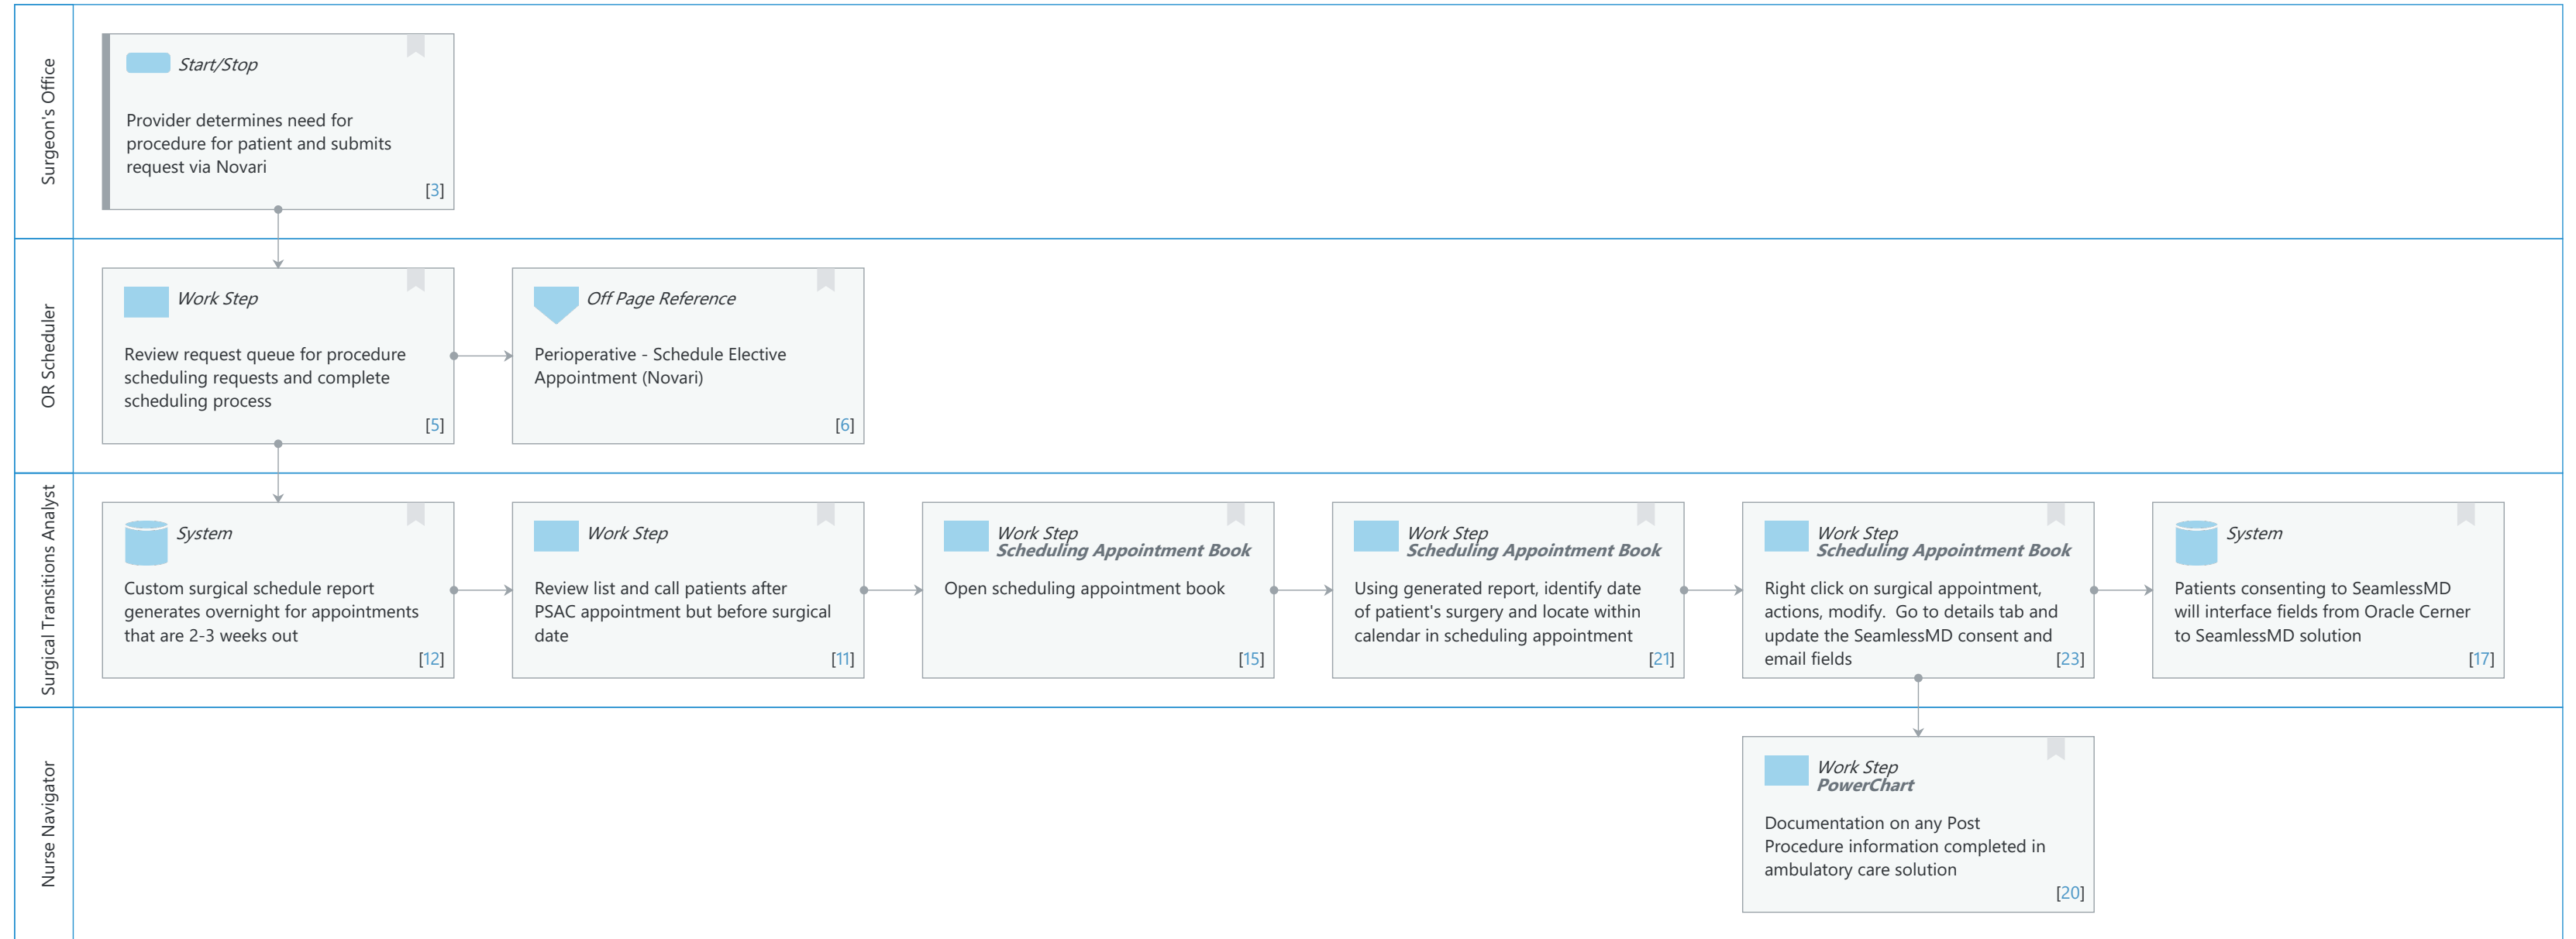 Surgeon's Office
Start/Stop
Provider determines need for
procedure for patient and submits
request via Novari
[3]
OR Scheduler
Work Step
Review request queue for procedure
scheduling requests and complete
scheduling process
[5]
Off Page Reference
Perioperative - Schedule Elective
Appointment (Novari)
[6]
Surgical Transitions Analyst
System
Custom surgical schedule report
generates overnight for appointments
that are 2-3 weeks out
[12]
Work Step
Review list and call patients after
PSAC appointment but before surgical
date
[11]
Work Step
Scheduling Appointment Book
Open scheduling appointment book
[15]
Work Step
Scheduling Appointment Book
Using generated report, identify date
of patient's surgery and locate within
calendar in scheduling appointment
[21]
Work Step
Scheduling Appointment Book
Right click on surgical appointment,
actions, modify.  Go to details tab and
update the SeamlessMD consent and
email fields
[23]
System
Patients consenting to SeamlessMD
will interface fields from Oracle Cerner
to SeamlessMD solution
[17]
Nurse Navigator
Work Step
PowerChart
Documentation on any Post
Procedure information completed in
ambulatory care solution
[20]